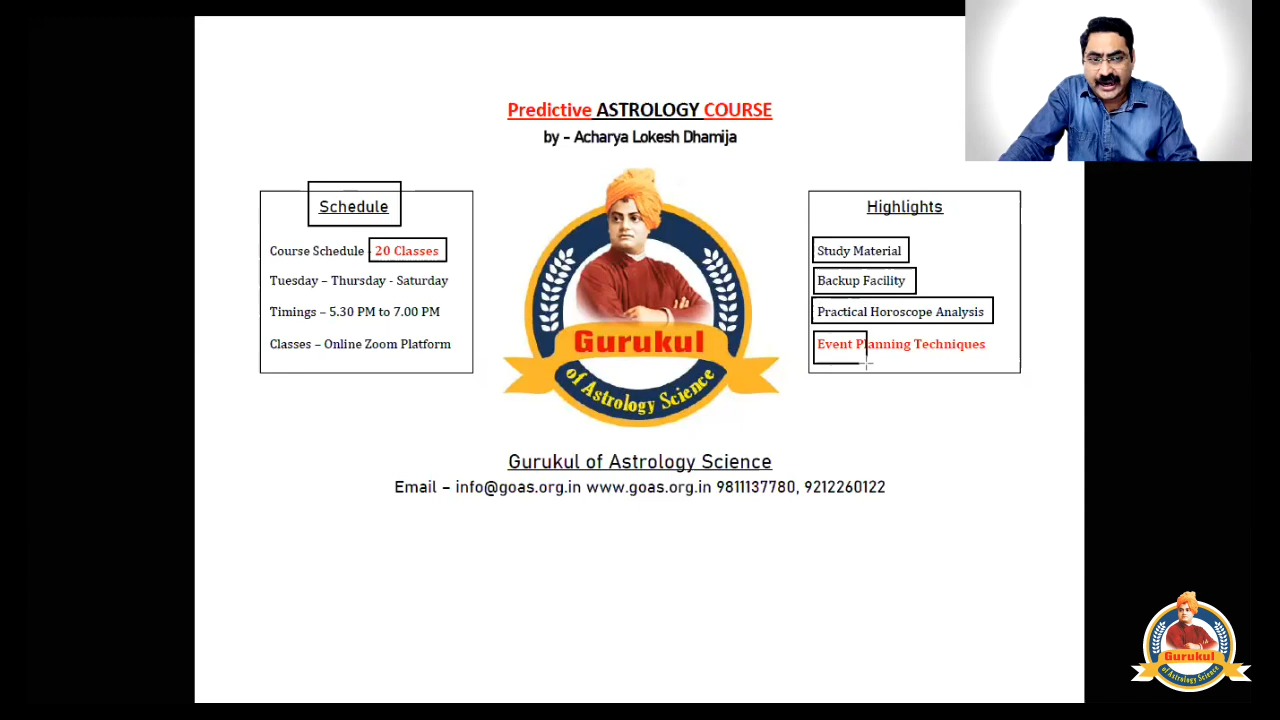 Predictive ASTROLOGY COURSE
by - Acharya Lokesh Dhamija
Schedule
Course Schedule - 20 Classes
Tuesday – Thursday - Saturday
Timings – 5.30 PM to 7.00 PM
Classes – Online Zoom Platform
Gurukul
of Astrology Science
Highlights
Study Material
Backup Facility
Practical Horoscope Analysis
Event Planning Techniques
Gurukul of Astrology Science
Email – info@goas.org.in www.goas.org.in 9811137780, 9212260122
Gurukul
of Astrology Science